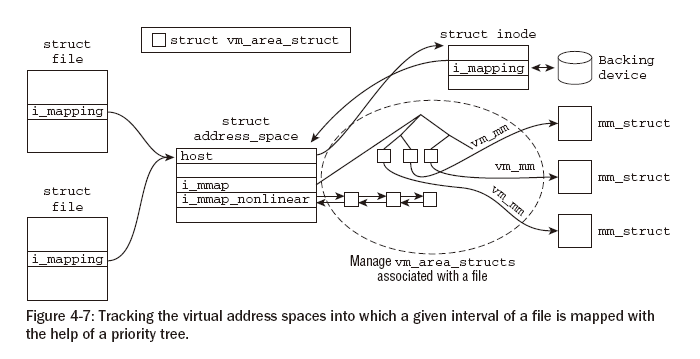 struct vm_area_struct
struct
file
i_mapping
struct
file
i_mapping
struct
address_space
host
i_mmap
i_mmap_nonlinear
struct inode
i_mapping
Backing
device
vm_mm
vm_mm
vm_mm
mm_struct
mm_struct
mm_struct
Manage vm_area_structs
associated with a file
Figure 4-7: Tracking the virtual address spaces into which a given interval of a file is mapped with
the help of a priority tree.